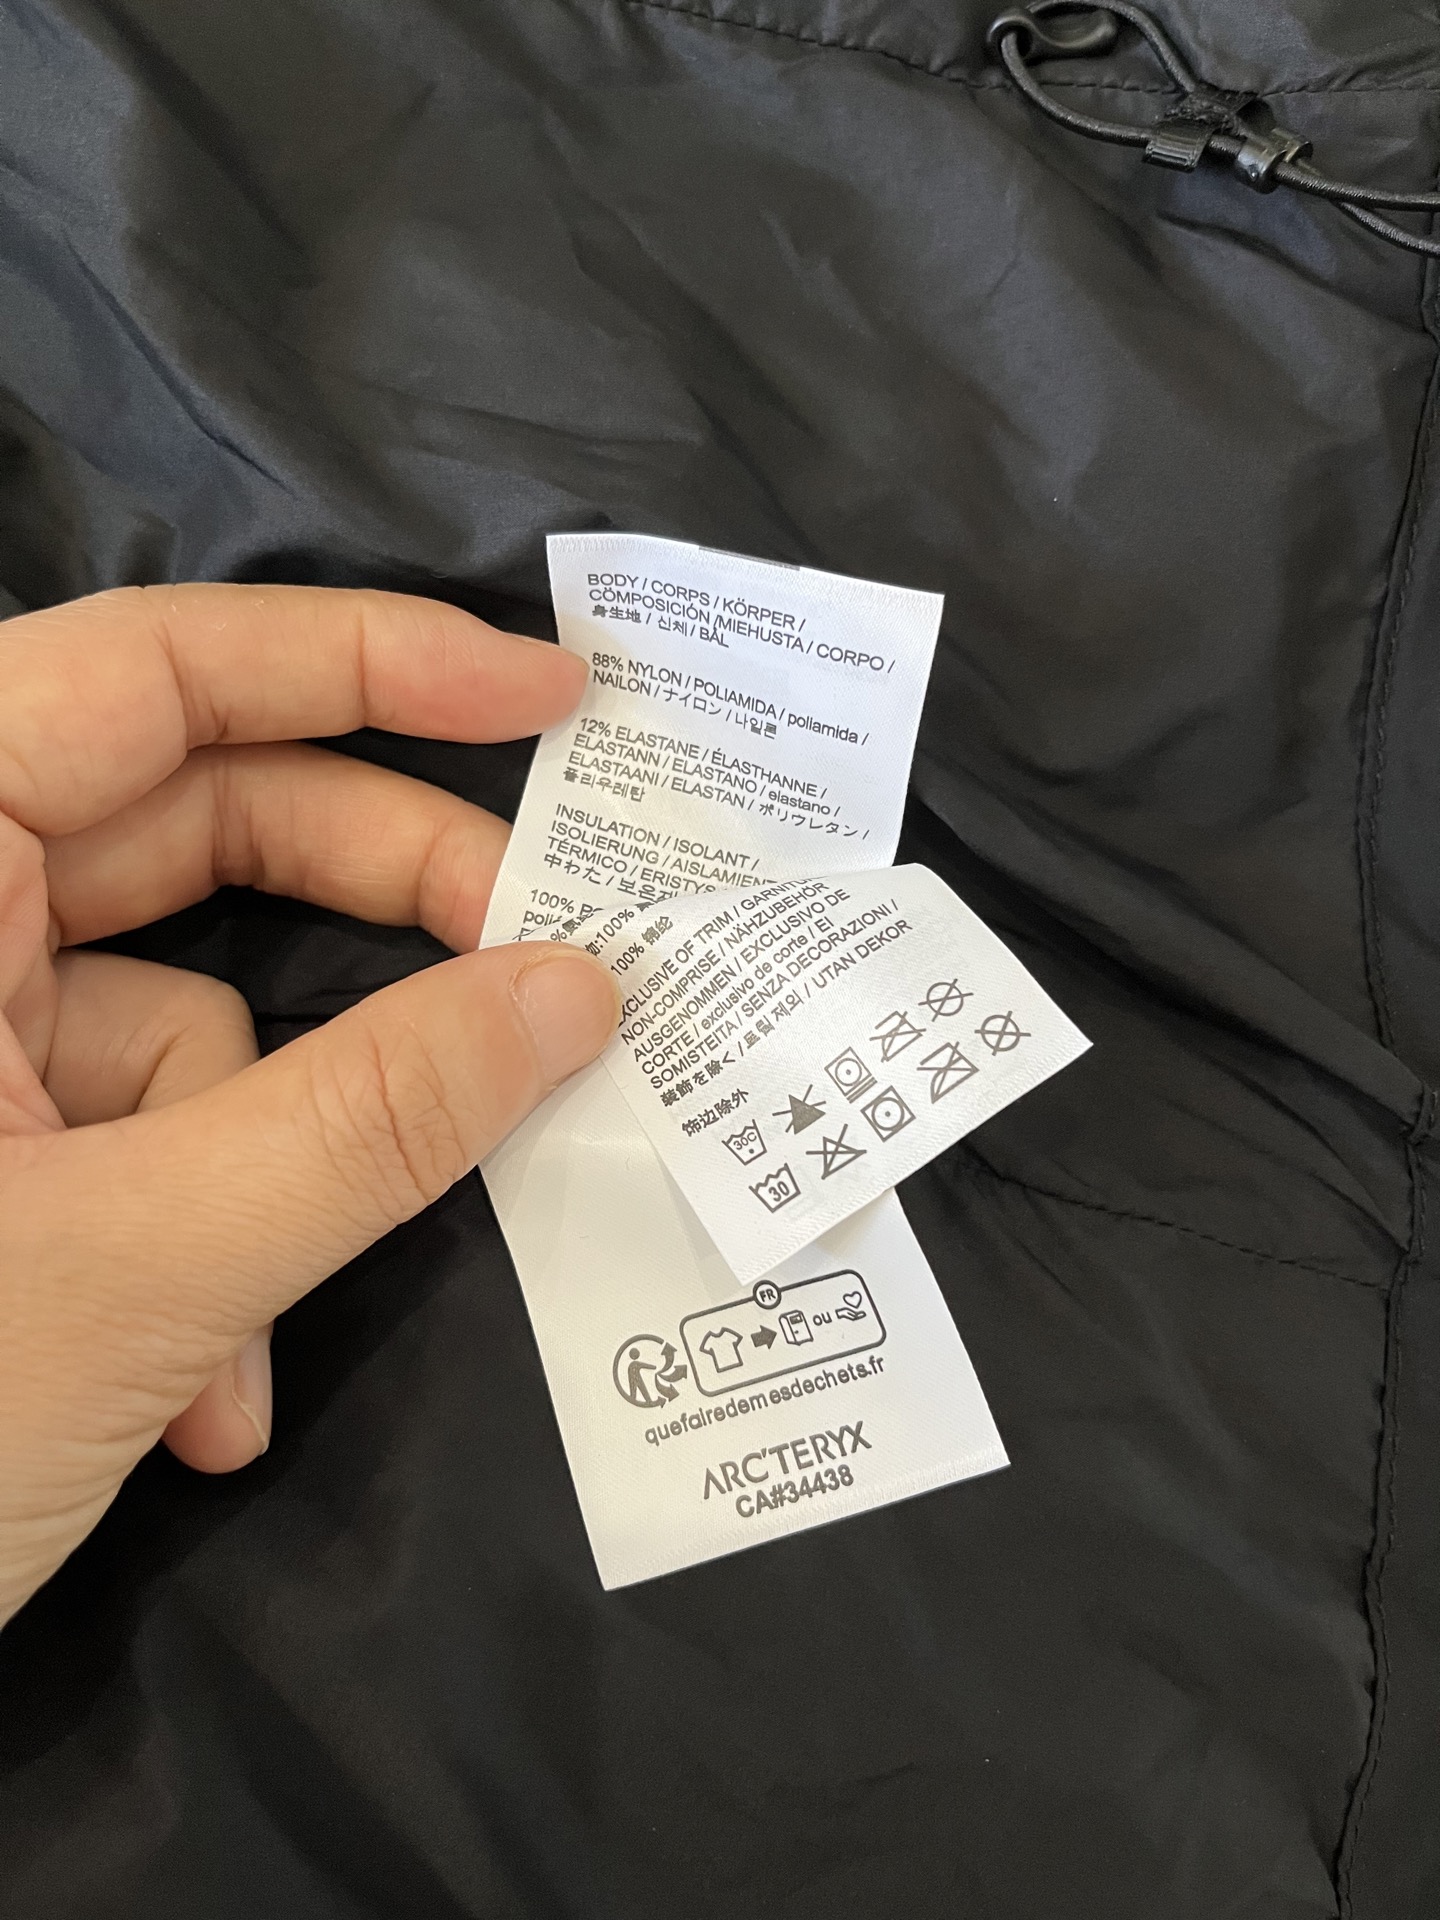 BODY / CORPS / KÖRPER /
CÖMPOSICIÓN / MIEHUSTA / CORPO /
身生地 / 신체 / BÅL
88% NYLON / POLIAMIDA / poliamida /
NAILON / ナイロン / 나일론
12% ELASTANE / ÉLASTHANNE /
ELASTANN / ELASTANO / elastano /
ELASTAANI / ELASTAN / ポリウレタン /
폴리우레탄
INSULATION / ISOLANT /
ISOLIERUNG / AISLAMIEN
TÉRMICO / ERISTYS
中わた / 보온재
100%
100%
100% 锦纶
EXCLUSIVE OF TRIM / GARNITU
NON-COMPRISE / NÄHZUBEHÖR
AUSGENOMMEN / EXCLUSIVO DE
CORTE / exclusivo de corte / EI
SOMISTEITA / SENZA DECORAZIONI /
装飾を除く / 트림 제외 / UTAN DEKOR
饰边除外
30C
30
FR
ou
quefairedemesdechets.fr
ARC'TERYX
CA#34438